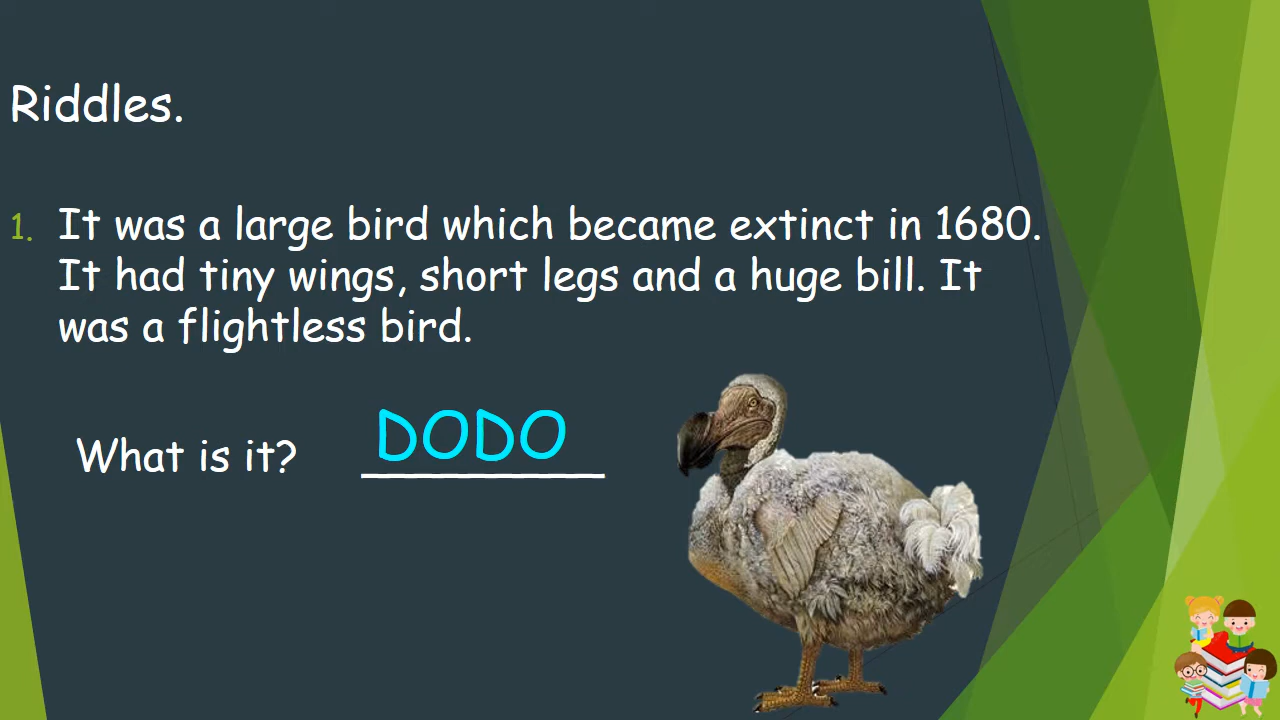 Riddles.
1. It was a large bird which became extinct in 1680.
It had tiny wings, short legs and a huge bill. It
was a flightless bird.
What is it? DODO